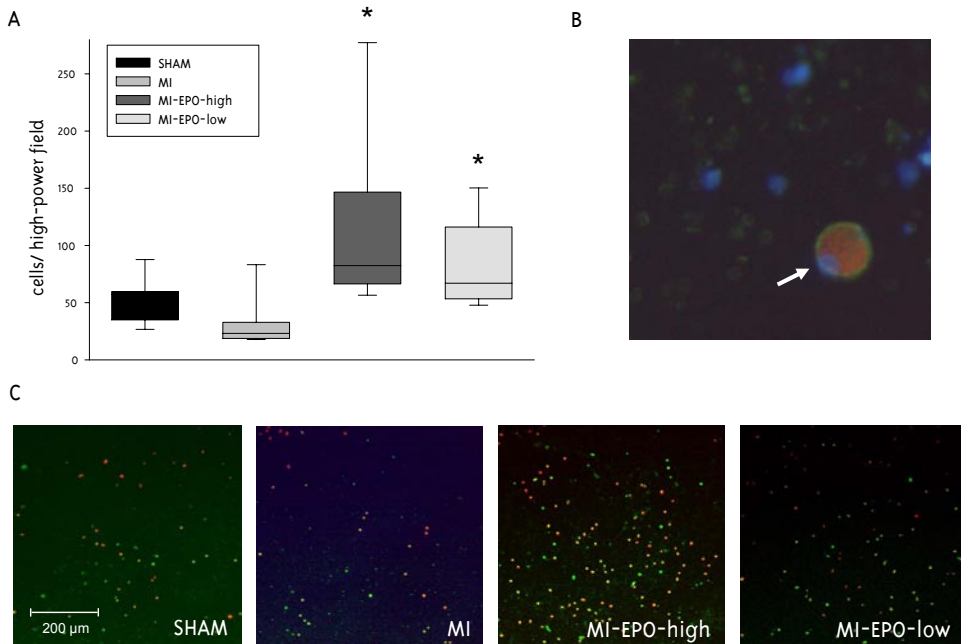 A
*
*
SHAM
MI
MI-EPO-high
MI-EPO-low
cells/ high-power field
250
200
150
100
50
0
B
C
200 µm
SHAM
MI
MI-EPO-high
MI-EPO-low